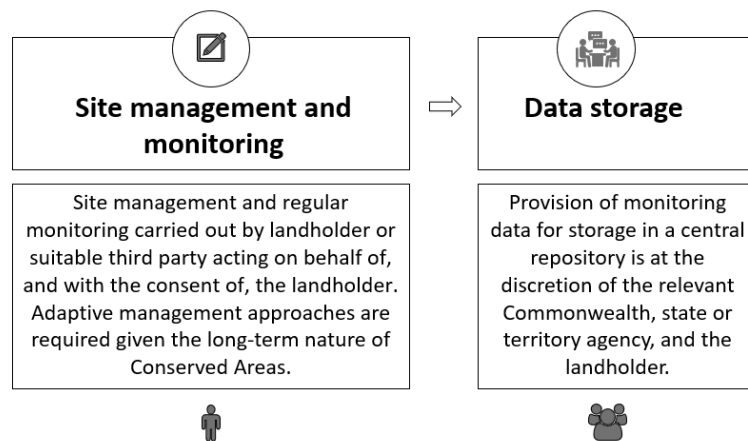 Site management and
monitoring
Site management and regular
monitoring carried out by landholder or
suitable third party acting on behalf of,
and with the consent of, the landholder.
Adaptive management approaches are
required given the long-term nature of
Conserved Areas.
Data storage
Provision of monitoring
data for storage in a central
repository is at the
discretion of the relevant
Commonwealth, state or
territory agency, and the
landholder.